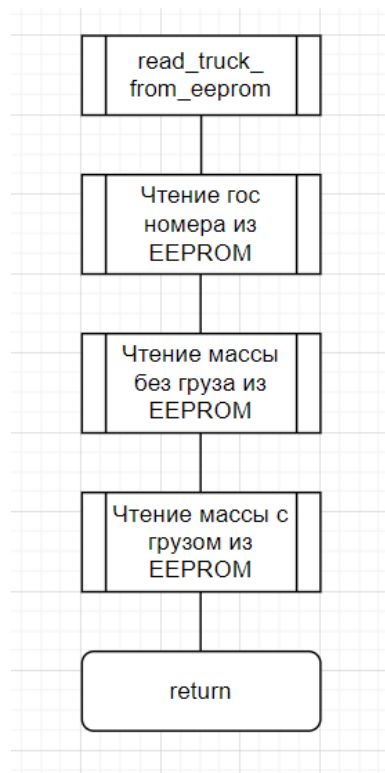 read_truck_
from_eeprom
Чтение гос
номера из
EEPROM
Чтение массы
без груза из
EEPROM
Чтение массы с
грузом из
EEPROM
return